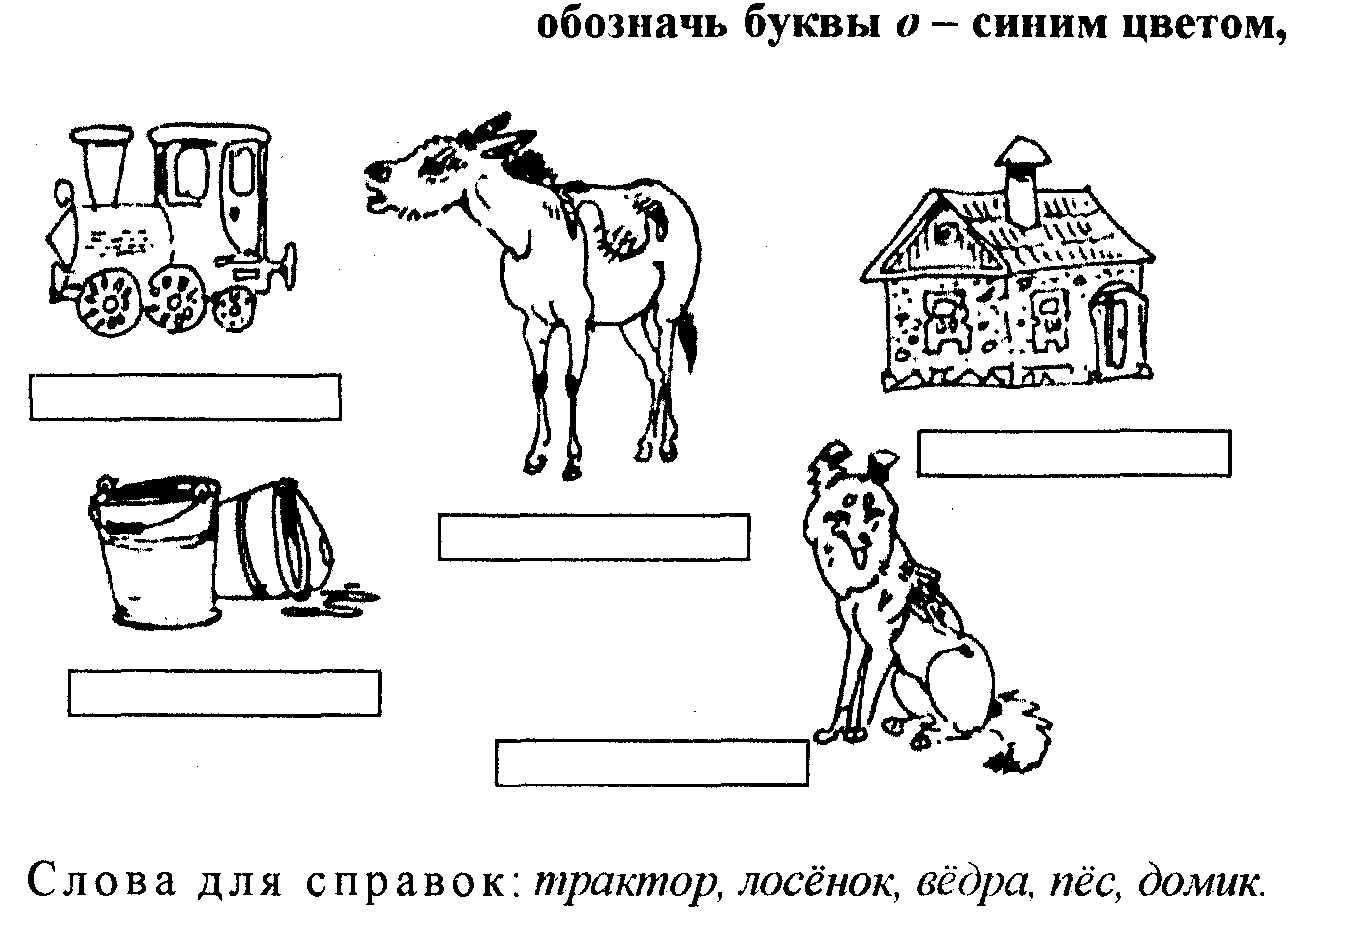 обозначь буквы о – синим цветом,
Слова для справок: трактор, лосёнок, вёдра, пёс, домик.